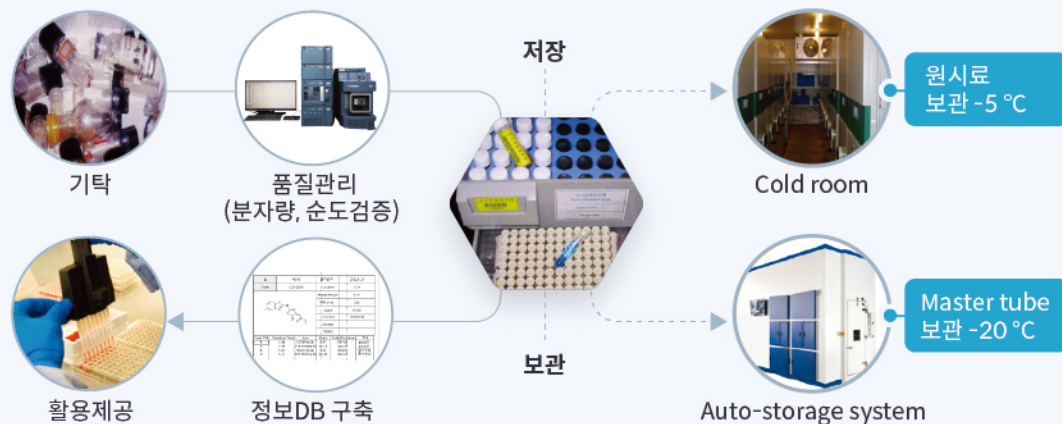 기탁
품질관리
(분자량, 순도검증)
저장
Cold room
원시료
보관 -5 °C
활용제공
정보DB 구축
보관
Auto-storage system
Master tube
보관 -20 °C